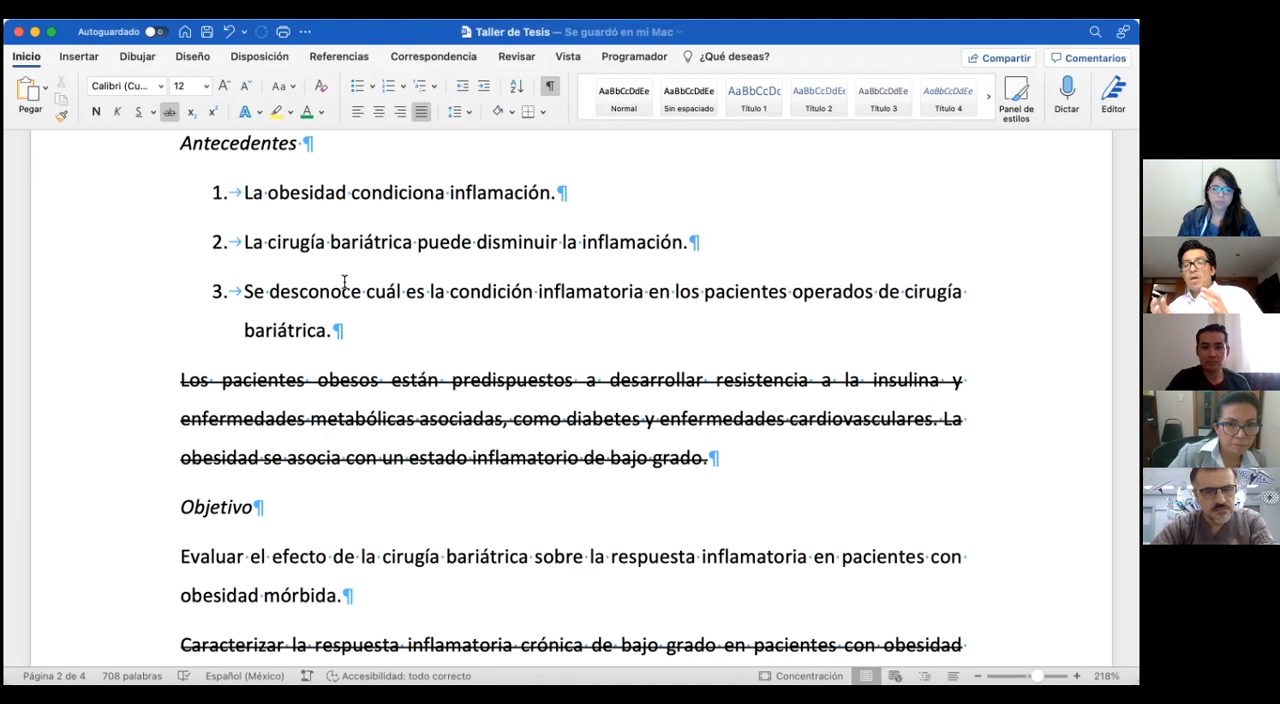 Autoguardado
Taller de Tesis — Se guardó en mi Mac
Inicio Insertar Dibujar Diseño Disposición Referencias Correspondencia Revisar Vista Programador ¿Qué deseas? Compartir Comentarios
Pegar
Calibri (Cu... 12 A A Aa A
N K S ab x₂ x² A A
AaBbCcDdEe AaBbCcDdEe AaBbCcDc AaBbCcDdEe AaBbCcDdEe AaBbCcDdEe
Normal Sin espaciado Título 1 Título 2 Título 3 Título 4
Panel de estilos Dictar Editor
Antecedentes ¶
1.→La obesidad condiciona inflamación.¶
2.→La cirugía bariátrica puede disminuir la inflamación.¶
3.→Se desconoce cuál es la condición inflamatoria en los pacientes operados de cirugía
bariátrica.¶
Los pacientes obesos están predispuestos a desarrollar resistencia a la insulina y
enfermedades metabólicas asociadas, como diabetes y enfermedades cardiovasculares. La
obesidad se asocia con un estado inflamatorio de bajo grado.¶
Objetivo¶
Evaluar el efecto de la cirugía bariátrica sobre la respuesta inflamatoria en pacientes con
obesidad mórbida.¶
Caracterizar la respuesta inflamatoria crónica de bajo grado en pacientes con obesidad
Página 2 de 4 708 palabras Español (México) Accesibilidad: todo correcto Concentración 218%